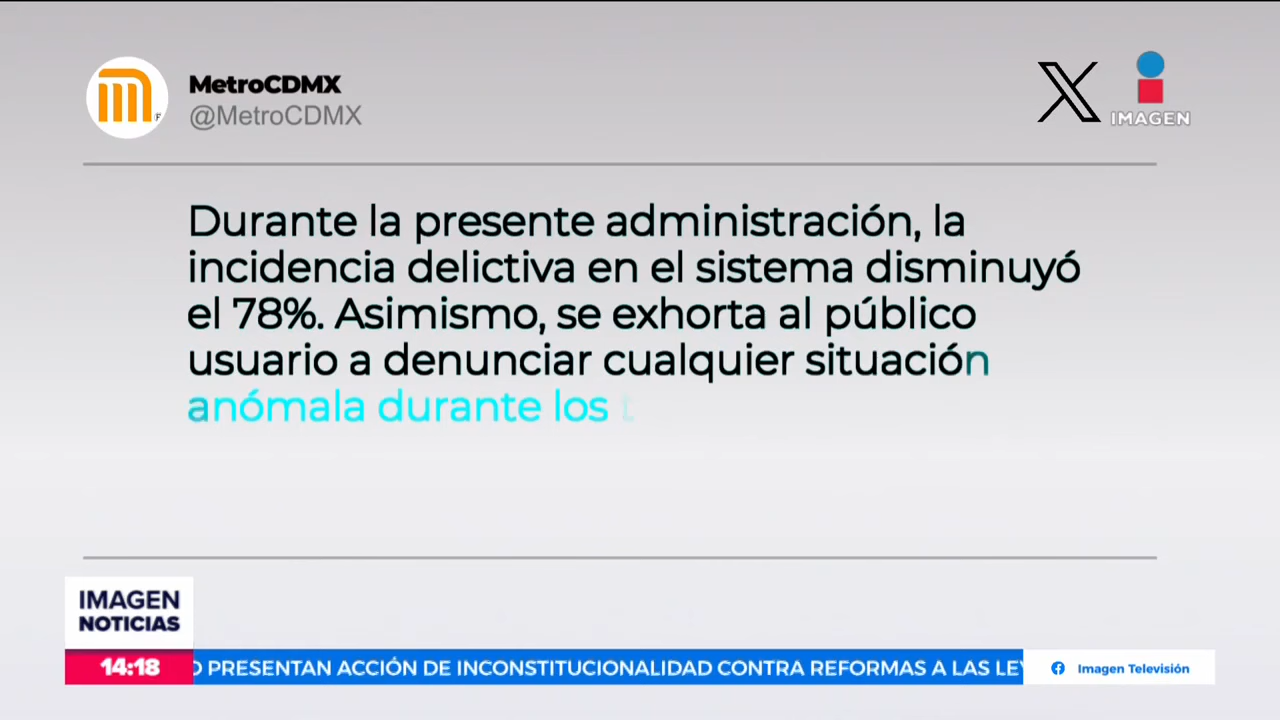 MetroCDMX
@MetroCDMX
IMAGEN
Durante la presente administración, la
incidencia delictiva en el sistema disminuyó
el 78%. Asimismo, se exhorta al público
usuario a denunciar cualquier situación
anómala durante los t
IMAGEN
NOTICIAS
14:18
O PRESENTAN ACCIÓN DE INCONSTITUCIONALIDAD CONTRA REFORMAS A LAS LEY
Imagen Televisión